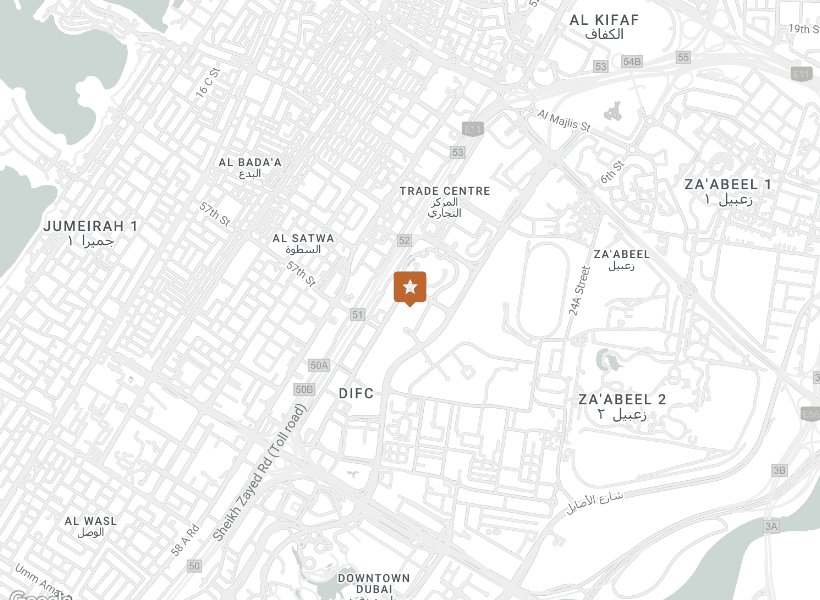 AL KIFAF
الكفاف
19th St
55
54B
53
E11
16 C St
Al Majlis St
E11
53
AL BADA'A
البدع
6th St
TRADE CENTRE
المركز
التجاري
ZA'ABEEL 1
زعبيل ١
57th St
JUMEIRAH 1
جميرا ١
AL SATWA
السطوة
52
ZA'ABEEL
زعبيل
57th St
24A Street
51
50A
50B
DIFC
ZA'ABEEL 2
زعبيل ٢
E66
Sheikh Zayed Rd (Toll road)
3B
شارع الأصايل
AL WASL
الوصل
58 A Rd
3A
50
DOWNTOWN
DUBAI
Google